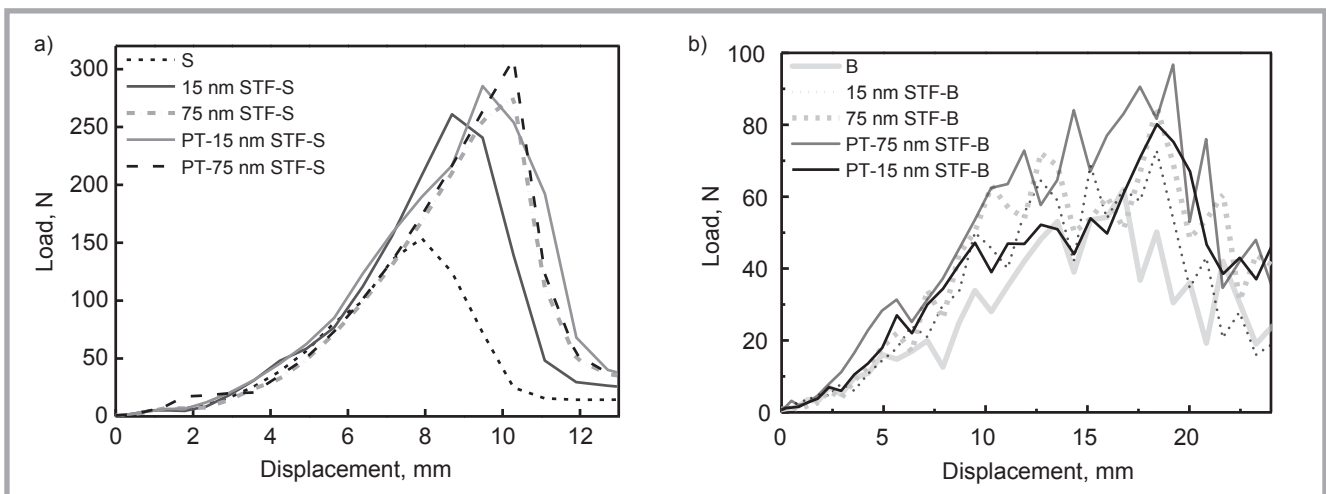 a)
300
250
200
150
100
50
0
Load, N
S
15 nm STF-S
75 nm STF-S
PT-15 nm STF-S
PT-75 nm STF-S
0 2 4 6 8 10 12
Displacement, mm
b)
100
80
60
40
20
0
Load, N
B
15 nm STF-B
75 nm STF-B
PT-75 nm STF-B
PT-15 nm STF-B
0 5 10 15 20
Displacement, mm